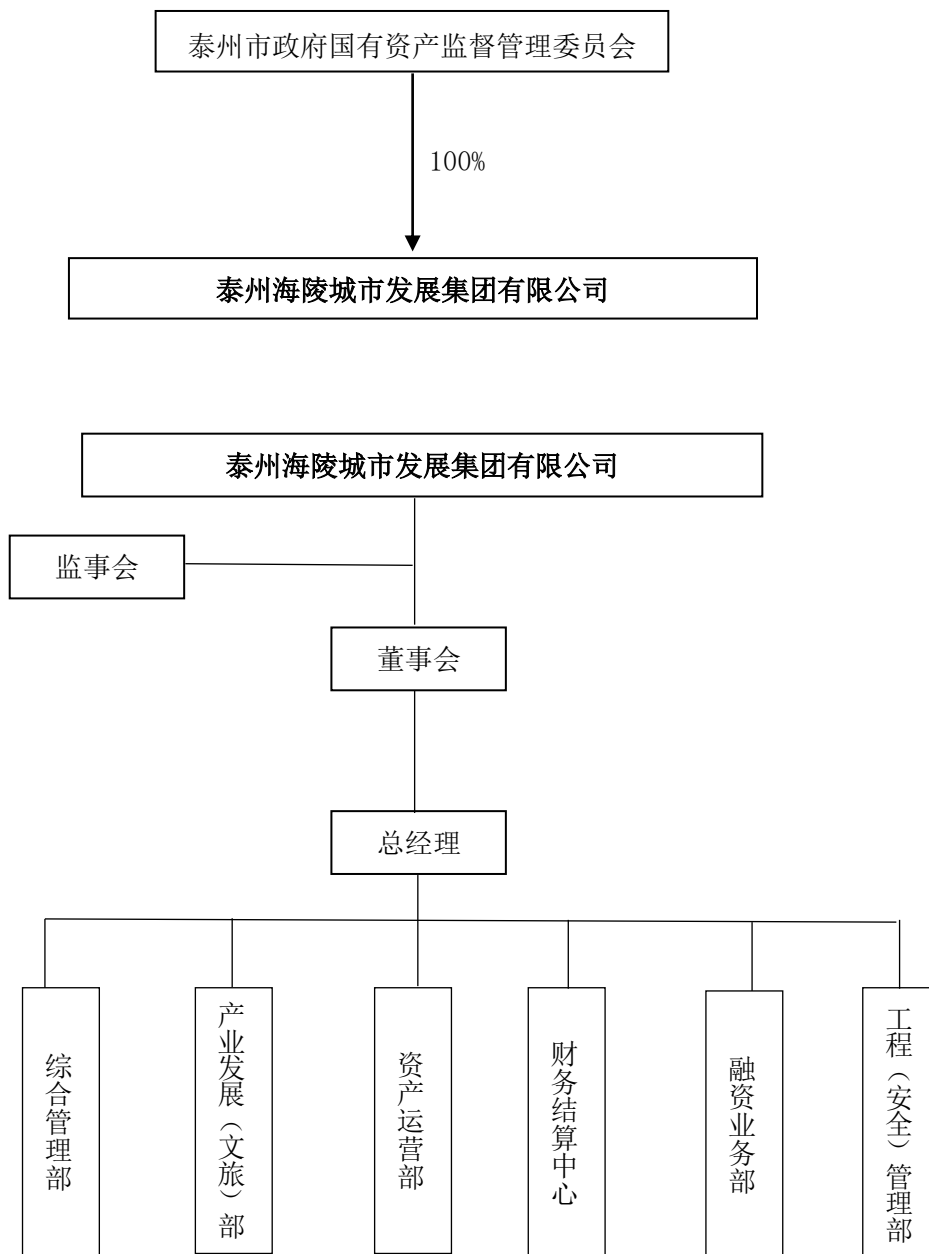 泰州市政府国有资产监督管理委员会
100%
泰州海陵城市发展集团有限公司
泰州海陵城市发展集团有限公司
监事会
董事会
总经理
综合管理部
产业发展（文旅）部
资产运营部
财务结算中心
融资业务部
工程（安全）管理部